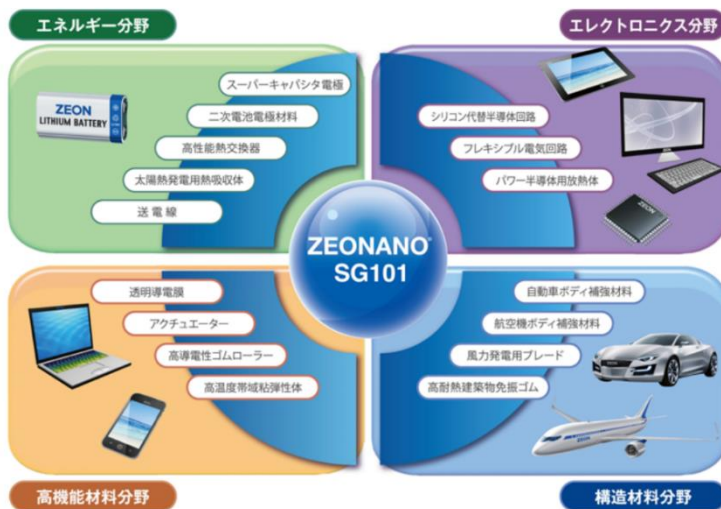 エネルギー分野
エレクトロニクス分野
ZEON
LITHIUM BATTERY
スーパーキャパシタ電極
二次電池電極材料
高性能熱交換器
太陽熱発電用熱吸収体
送電線
シリコン代替半導体回路
フレキシブル電気回路
パワー半導体用放熱体
ZEON
ZEONANO®
SG101
透明導電膜
アクチュエーター
高導電性ゴムローラー
高温度帯域粘弾性体
自動車ボディ補強材料
航空機ボディ補強材料
風力発電用ブレード
高耐熱建築物免振ゴム
ZEON
高機能材料分野
構造材料分野